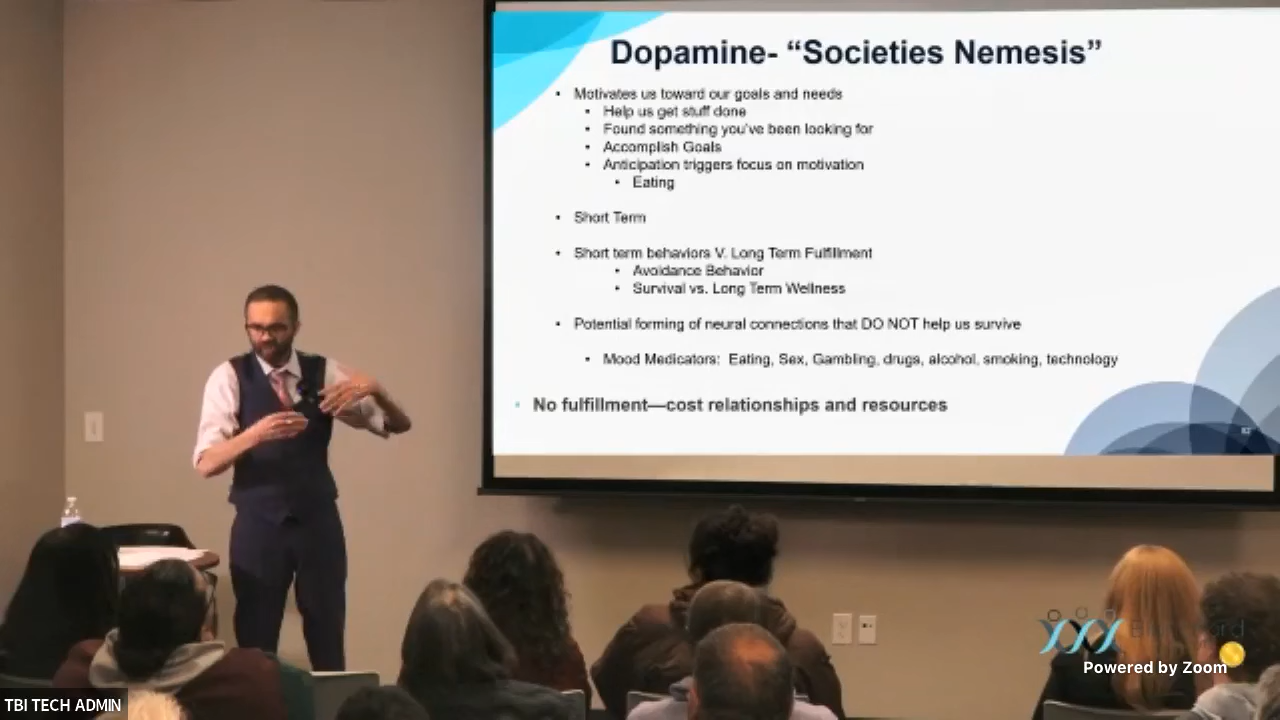 Dopamine- “Societies Nemesis”
• Motivates us toward our goals and needs
• Help us get stuff done
• Found something you've been looking for
• Accomplish Goals
• Anticipation triggers focus on motivation
• Eating
• Short Term
• Short term behaviors V. Long Term Fulfillment
• Avoidance Behavior
• Survival vs. Long Term Wellness
• Potential forming of neural connections that DO NOT help us survive
• Mood Medicators: Eating, Sex, Gambling, drugs, alcohol, smoking, technology
• No fulfillment—cost relationships and resources
Powered by Zoom
TBI TECH ADMIN